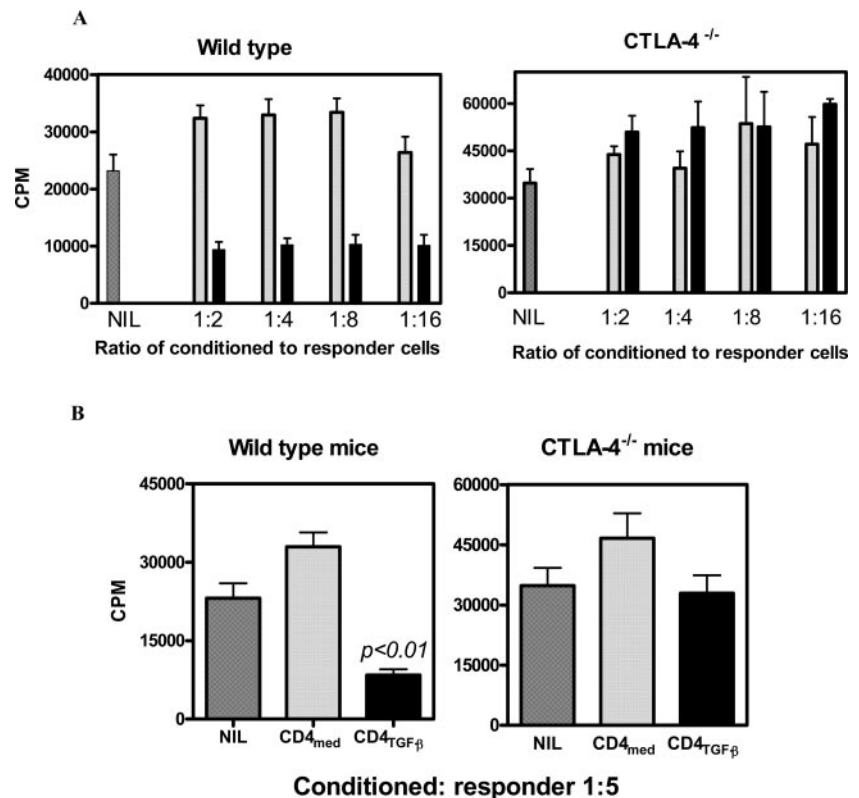 A
Wild type
CPM
40000
30000
20000
10000
0
NIL 1:2 1:4 1:8 1:16
Ratio of conditioned to responder cells
CTLA-4 -/-
60000
45000
30000
15000
0
NIL 1:2 1:4 1:8 1:16
Ratio of conditioned to responder cells
B
Wild type mice
CPM
45000
30000
15000
0
p<0.01
NIL CD4med CD4TGFβ
CTLA-4-/- mice
60000
45000
30000
15000
0
NIL CD4med CD4TGFβ
Conditioned: responder 1:5